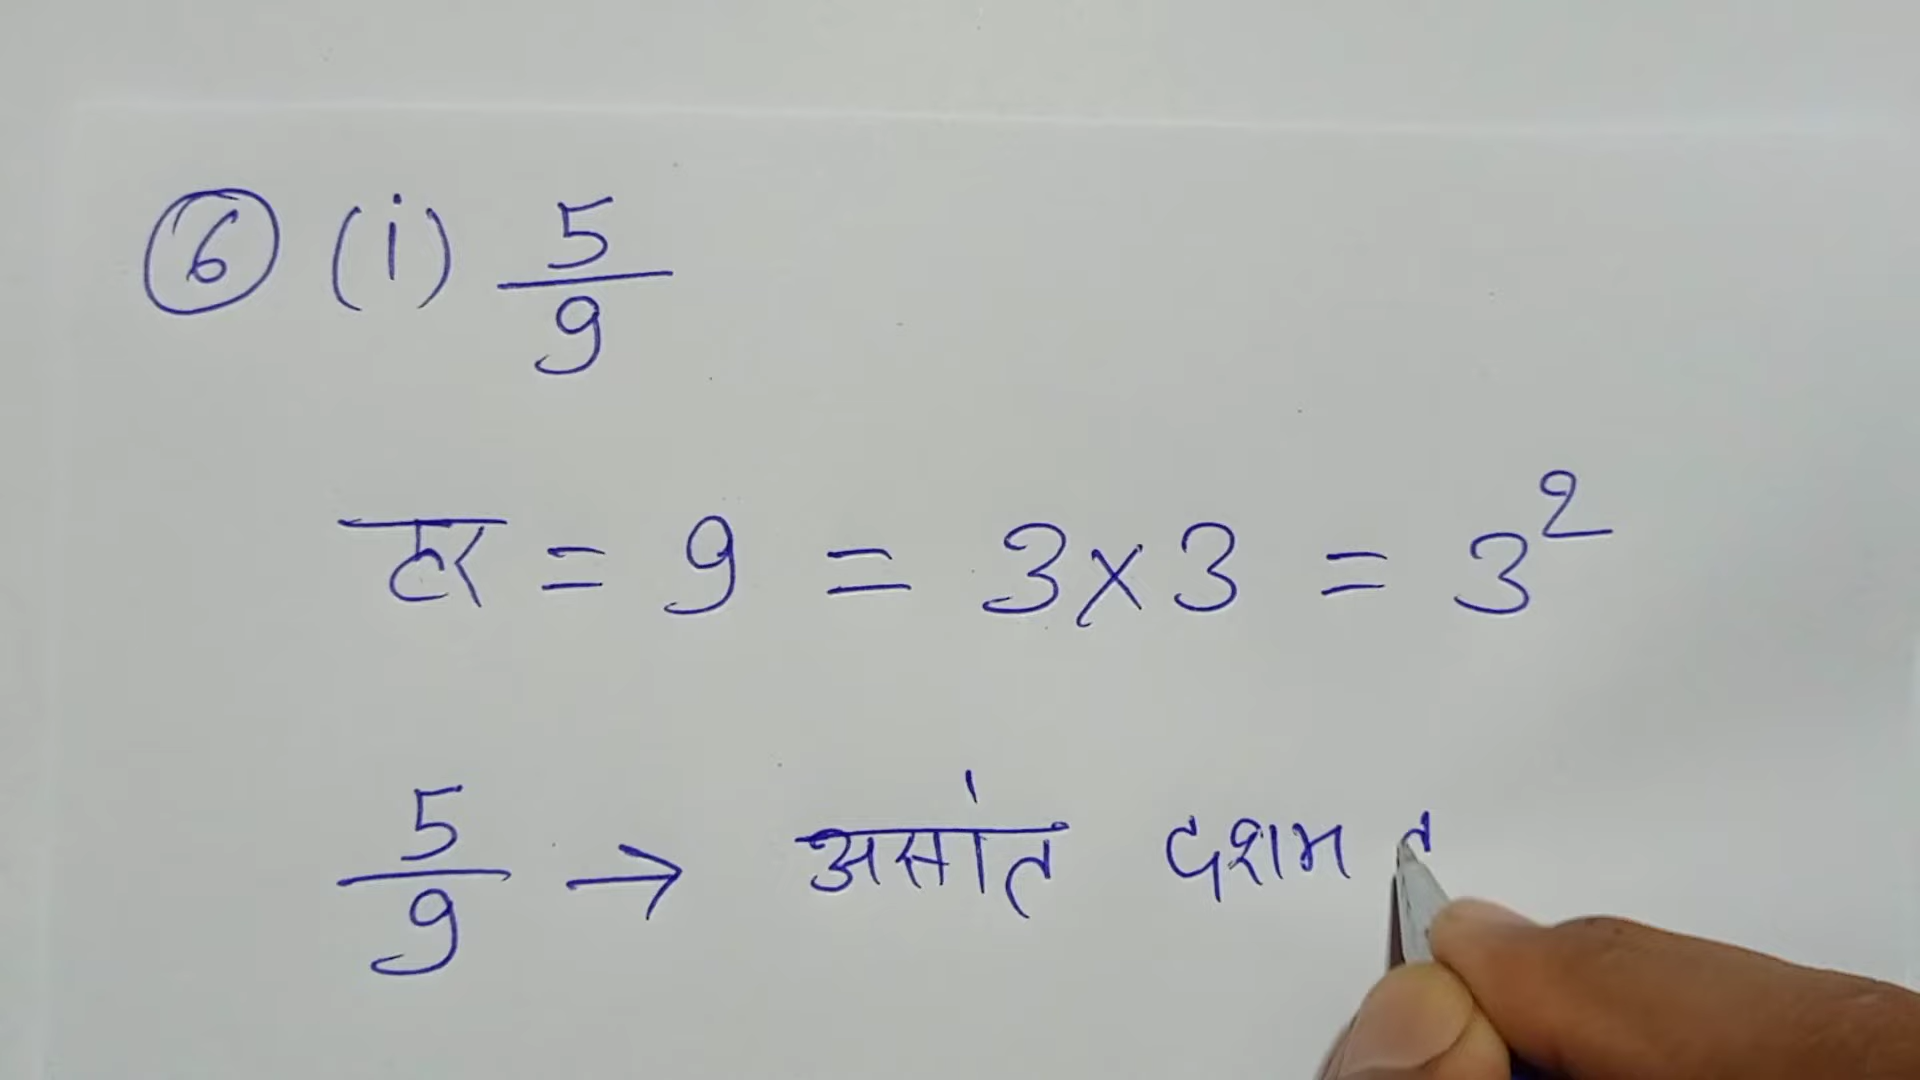 6 (i) 5/9
हर = 9 = 3×3 = 3²
5/9 → असांत दशम